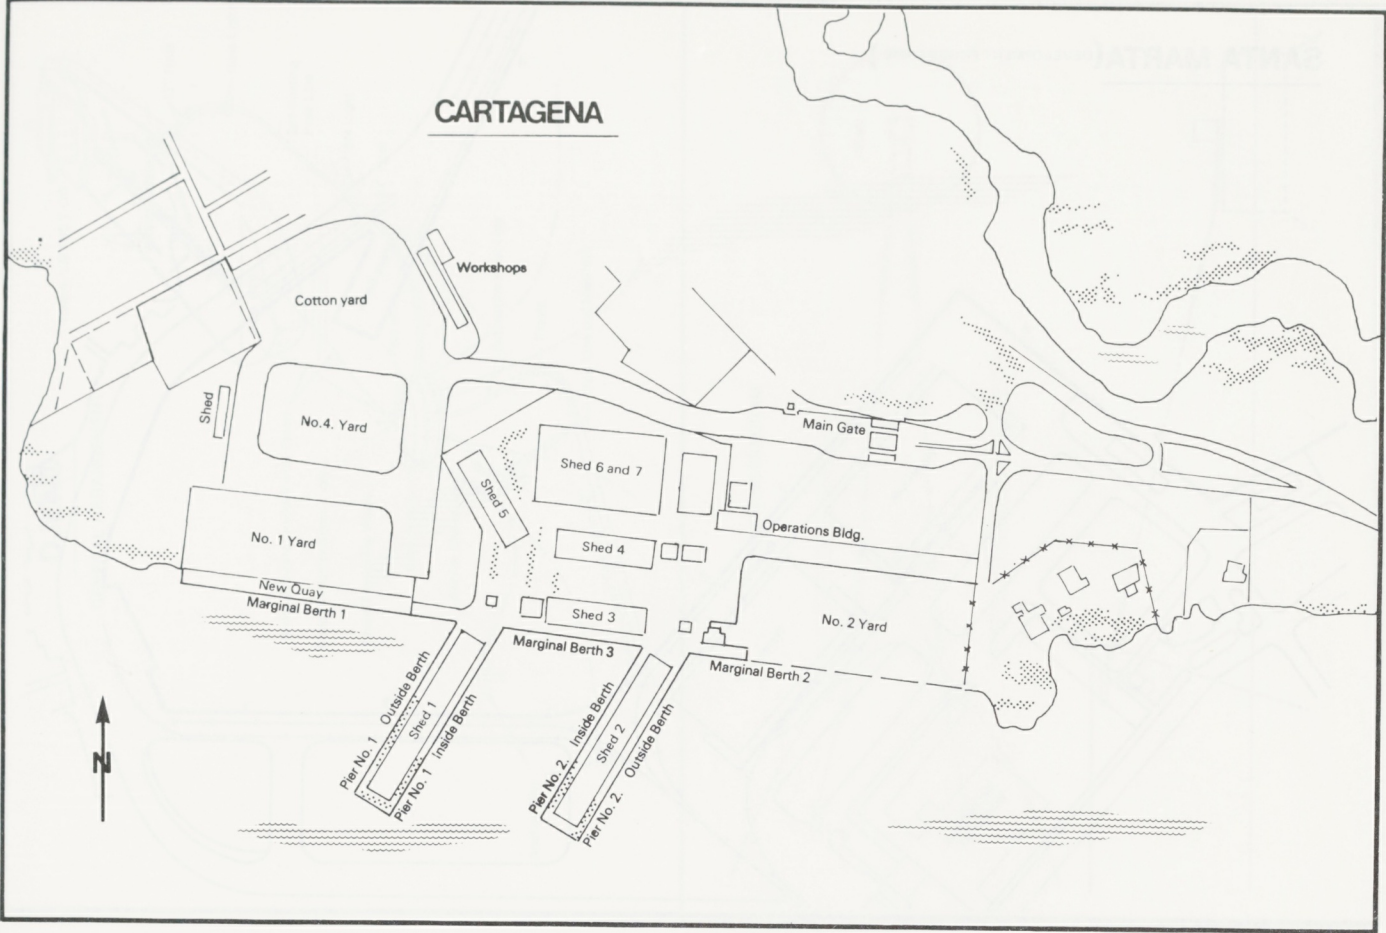 CARTAGENA
SANTA MARTA
Workshops
Cotton yard
Shed
No.4. Yard
Main Gate
Shed 6 and 7
Shed 5
Operations Bldg.
No. 1 Yard
Shed 4
New Quay
Marginal Berth 1
Shed 3
No. 2 Yard
Marginal Berth 3
Marginal Berth 2
Pier No. 1 Outside Berth
Shed 1
Pier No. 1 Inside Berth
Pier No. 2. Inside Berth
Shed 2
Pier No. 2. Outside Berth
N